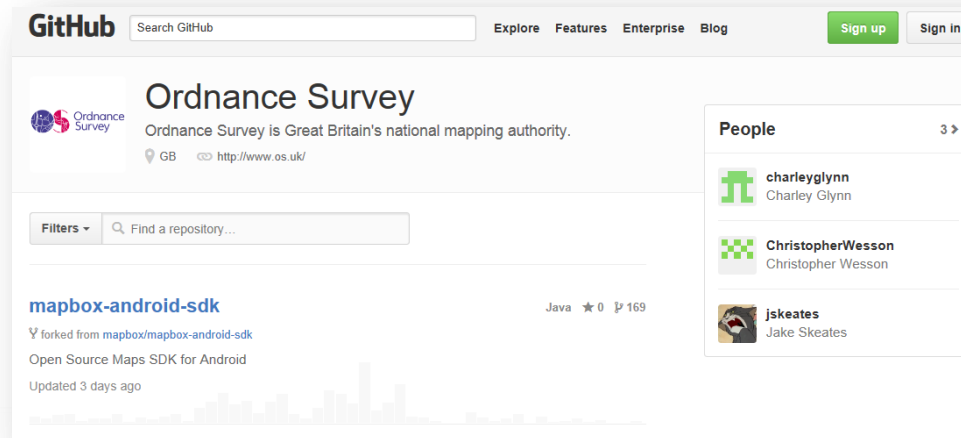 GitHub
Search GitHub
Explore Features Enterprise Blog
Sign up
Sign in
Ordnance Survey
Ordnance Survey
Ordnance Survey is Great Britain's national mapping authority.
GB http://www.os.uk/
Filters
Find a repository...
mapbox-android-sdk
Java 0 169
forked from mapbox/mapbox-android-sdk
Open Source Maps SDK for Android
Updated 3 days ago
People 3
charleyglynn
Charley Glynn
ChristopherWesson
Christopher Wesson
jskeates
Jake Skeates